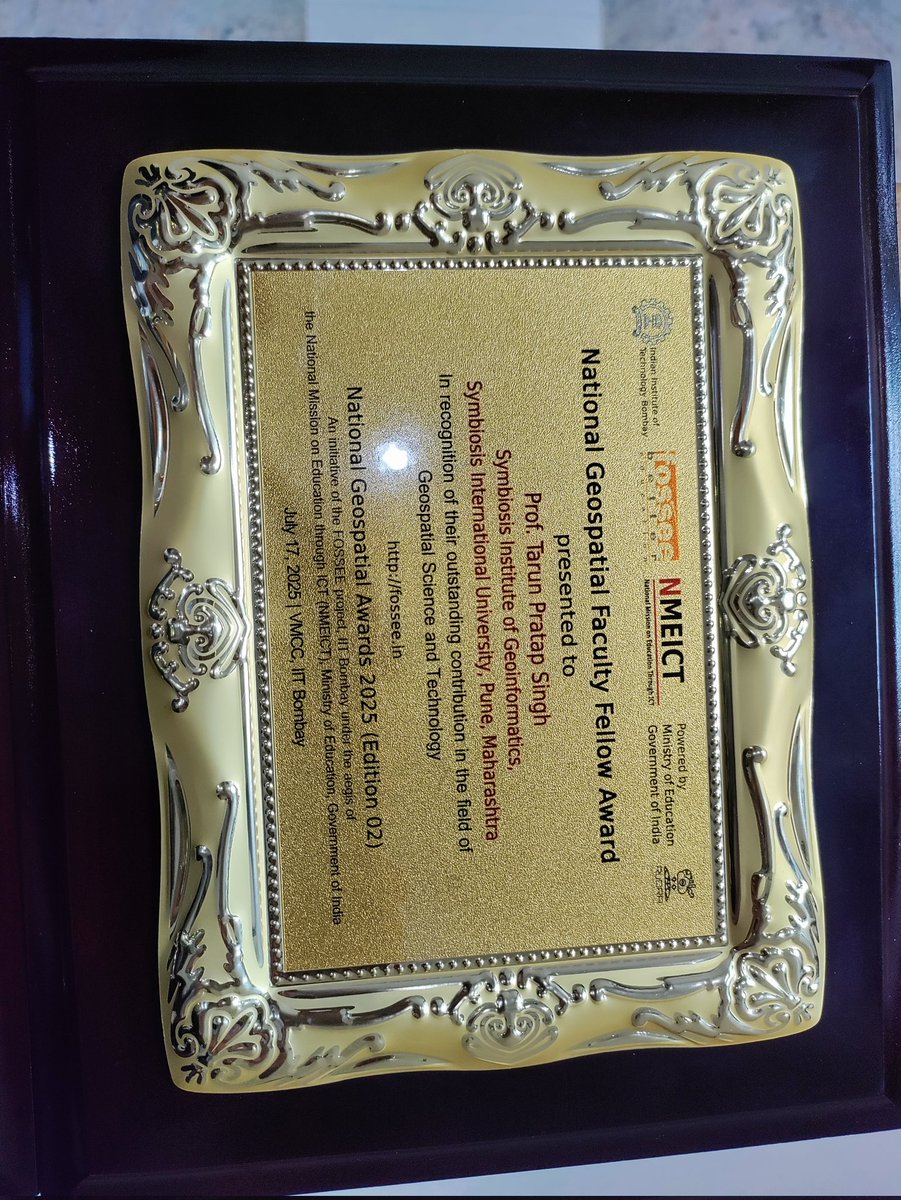 Indian Institute of
Technology Bombay
fossee
NMEICT
National Mission on Education Through ICT
Powered by
Ministry of Education
Government of India
National Geospatial Faculty Fellow Award
presented to
Prof. Tarun Pratap Singh
Symbiosis Institute of Geoinformatics,
Symbiosis International University, Pune, Maharashtra
In recognition of their outstanding contribution in the field of
Geospatial Science and Technology
http://fossee.in
National Geospatial Awards 2025 (Edition 02)
An initiative of the FOSSEE project, IIT Bombay under the aegis of
the National Mission on Education through ICT (NMEICT), Ministry of Education, Government of India
July 17, 2025 | VMCC, IIT Bombay